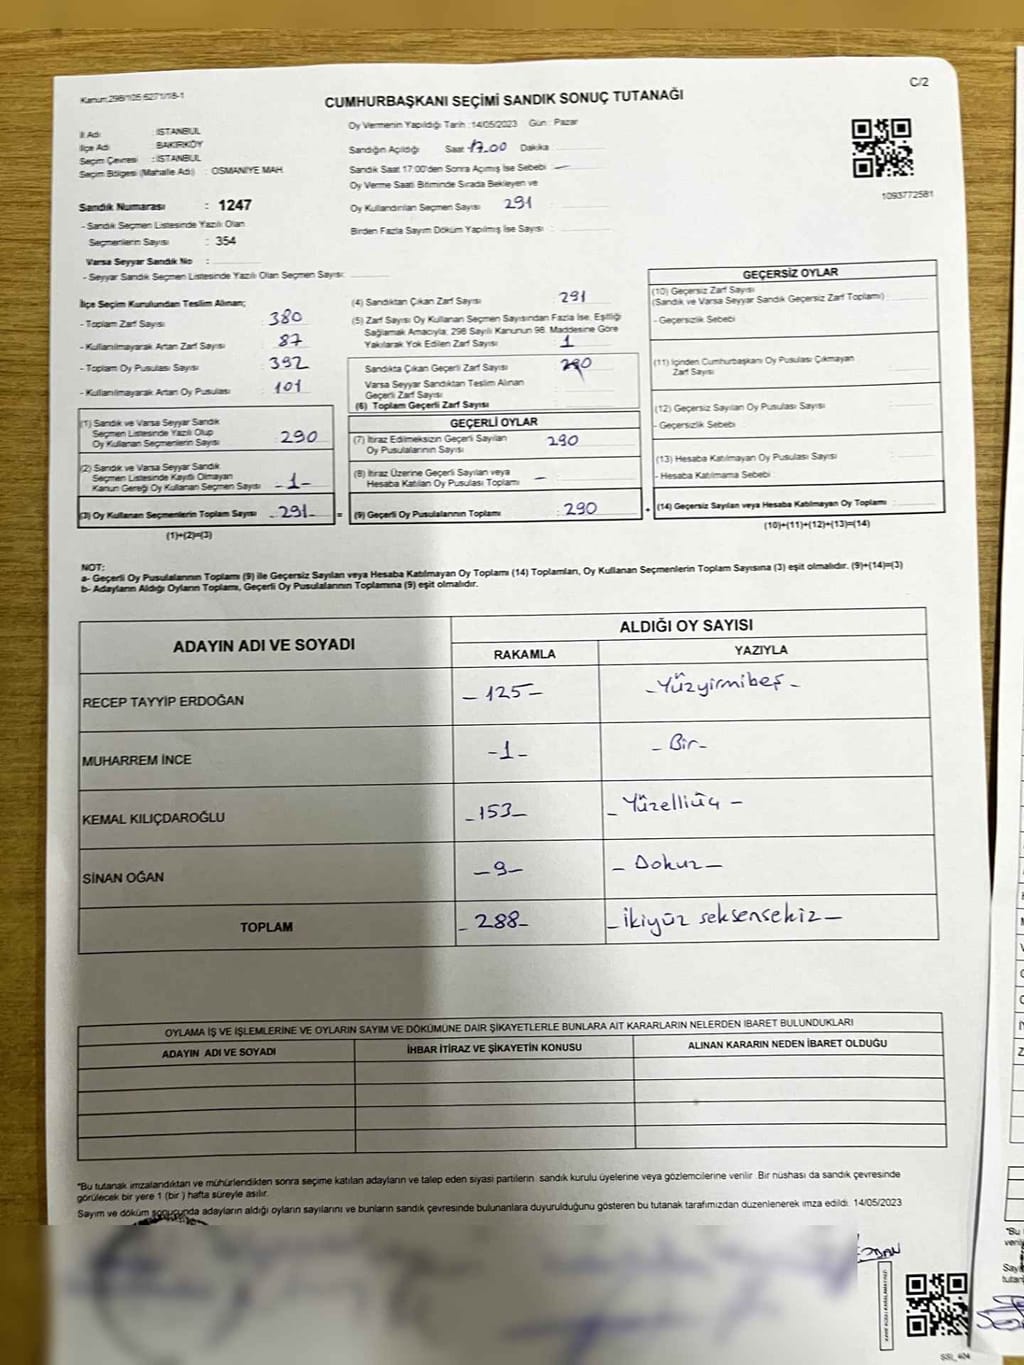 Kanun:298/105 6271/18-1
C/2
CUMHURBAŞKANI SEÇİMİ SANDIK SONUÇ TUTANAĞI
İl Adı : İSTANBUL
İlçe Adı : BAKIRKÖY
Seçim Çevresi : İSTANBUL
Seçim Bölgesi (Mahalle Adı) : OSMANİYE MAH.
Sandık Numarası : 1247
- Sandık Seçmen Listesinde Yazılı Olan
Seçmenlerin Sayısı : 354
Varsa Seyyar Sandık No :
- Seyyar Sandık Seçmen Listesinde Yazılı Olan Seçmen Sayısı:
Oy Vermenin Yapıldığı Tarih : 14/05/2023 Gün : Pazar
Sandığın Açıldığı Saat 17.00 Dakika
Sandık Saat 17:00'den Sonra Açımış İse Sebebi —
Oy Verme Saati Bitiminde Sırada Bekleyen ve
Oy Kullandırılan Seçmen Sayısı 291
Birden Fazla Sayım Döküm Yapılmış İse Sayısı :
1093772581
İlçe Seçim Kurulundan Teslim Alınan;
- Toplam Zarf Sayısı 380
- Kullanılmayarak Artan Zarf Sayısı 87
- Toplam Oy Pusulası Sayısı 392
- Kullanılmayarak Artan Oy Pusulası 101
(1) Sandık ve Varsa Seyyar Sandık
Seçmen Listesinde Yazılı Olup
Oy Kullanan Seçmenlerin Sayısı 290
(2) Sandık ve Varsa Seyyar Sandık
Seçmen Listesinde Kayıtlı Olmayan
Kanun Gereği Oy Kullanan Seçmen Sayısı -1-
(3) Oy Kullanan Seçmenlerin Toplam Sayısı -291- =
(1)+(2)=(3)
(4) Sandıktan Çıkan Zarf Sayısı 291
(5) Zarf Sayısı Oy Kullanan Seçmen Sayısından Fazla İse, Eşitliği
Sağlamak Amacıyla; 298 Sayılı Kanunun 98. Maddesine Göre
Yakılarak Yok Edilen Zarf Sayısı 1
Sandıkta Çıkan Geçerli Zarf Sayısı 290
Varsa Seyyar Sandıktan Teslim Alınan
Geçerli Zarf Sayısı
(6) Toplam Geçerli Zarf Sayısı
GEÇERLİ OYLAR
(7) İtiraz Edilmeksizin Geçerli Sayılan
Oy Pusulalarının Sayısı 290
(8) İtiraz Üzerine Geçerli Sayılan veya
Hesaba Katılan Oy Pusulası Toplamı —
(9) Geçerli Oy Pusulalarının Toplamı : 290 +
GEÇERSİZ OYLAR
(10) Geçersiz Zarf Sayısı
(Sandık ve Varsa Seyyar Sandık Geçersiz Zarf Toplamı)
- Geçersizlik Sebebi
(11) İçinden Cumhurbaşkanı Oy Pusulası Çıkmayan
Zarf Sayısı
(12) Geçersiz Sayılan Oy Pusulası Sayısı
- Geçersizlik Sebebi
(13) Hesaba Katılmayan Oy Pusulası Sayısı
- Hesaba Katılmama Sebebi
(14) Geçersiz Sayılan veya Hesaba Katılmayan Oy Toplamı
(10)+(11)+(12)+(13)=(14)
NOT:
a- Geçerli Oy Pusulalarının Toplamı (9) ile Geçersiz Sayılan veya Hesaba Katılmayan Oy Toplamı (14) Toplamları, Oy Kullanan Seçmenlerin Toplam Sayısına (3) eşit olmalıdır. (9)+(14)=(3)
b- Adayların Aldığı Oyların Toplamı, Geçerli Oy Pusulalarının Toplamına (9) eşit olmalıdır.
ADAYIN ADI VE SOYADI
ALDIĞI OY SAYISI
RAKAMLA YAZIYLA
RECEP TAYYİP ERDOĞAN -125- -Yüzyirmibeş-
MUHARREM İNCE -1- -Bir-
KEMAL KILIÇDAROĞLU -153- -Yüzelliüç-
SİNAN OĞAN -9- -Dokuz-
TOPLAM -288- -İkiyüz seksensekiz-
OYLAMA İŞ VE İŞLEMLERİNE VE OYLARIN SAYIM VE DÖKÜMÜNE DAİR ŞİKAYETLERLE BUNLARA AİT KARARLARIN NELERDEN İBARET BULUNDUKLARI
ADAYIN ADI VE SOYADI İHBAR İTİRAZ VE ŞİKAYETİN KONUSU ALINAN KARARIN NEDEN İBARET OLDUĞU
*Bu tutanak imzalandıktan ve mühürlendikten sonra seçime katılan adayların ve talep eden siyasi partilerin sandık kurulu üyelerine veya gözlemcilerine verilir. Bir nüshası da sandık çevresinde
görülecek bir yere 1 (bir ) hafta süreyle asılır.
Sayım ve döküm sonucunda adayların aldığı oyların sayılarını ve bunların sandık çevresinde bulunanlara duyurulduğunu gösteren bu tutanak tarafımızdan düzenlenerek imza edildi. 14/05/2023